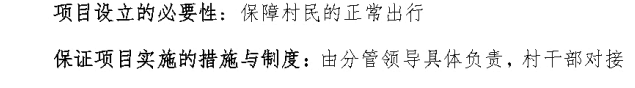 项目设立的必要性：保障村民的正常出行
保证项目实施的措施与制度：由分管领导具体负责，村干部对接